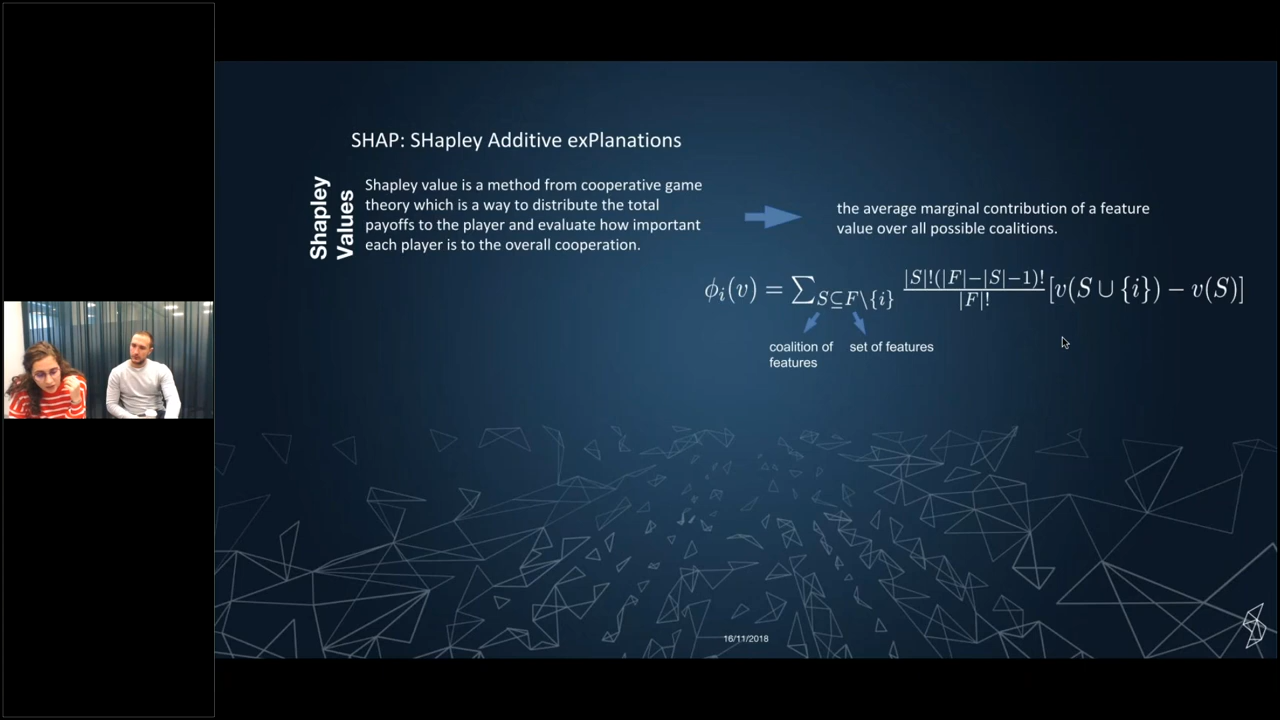 SHAP: SHapley Additive exPlanations
Shapley
Values
Shapley value is a method from cooperative game
theory which is a way to distribute the total
payoffs to the player and evaluate how important
each player is to the overall cooperation.
the average marginal contribution of a feature
value over all possible coalitions.
ϕᵢ(v) = ∑_{S⊆F\{i}} |S|!(|F|−|S|−1)!/|F|! [v(S ∪ {i}) − v(S)]
coalition of
features
set of features
16/11/2018